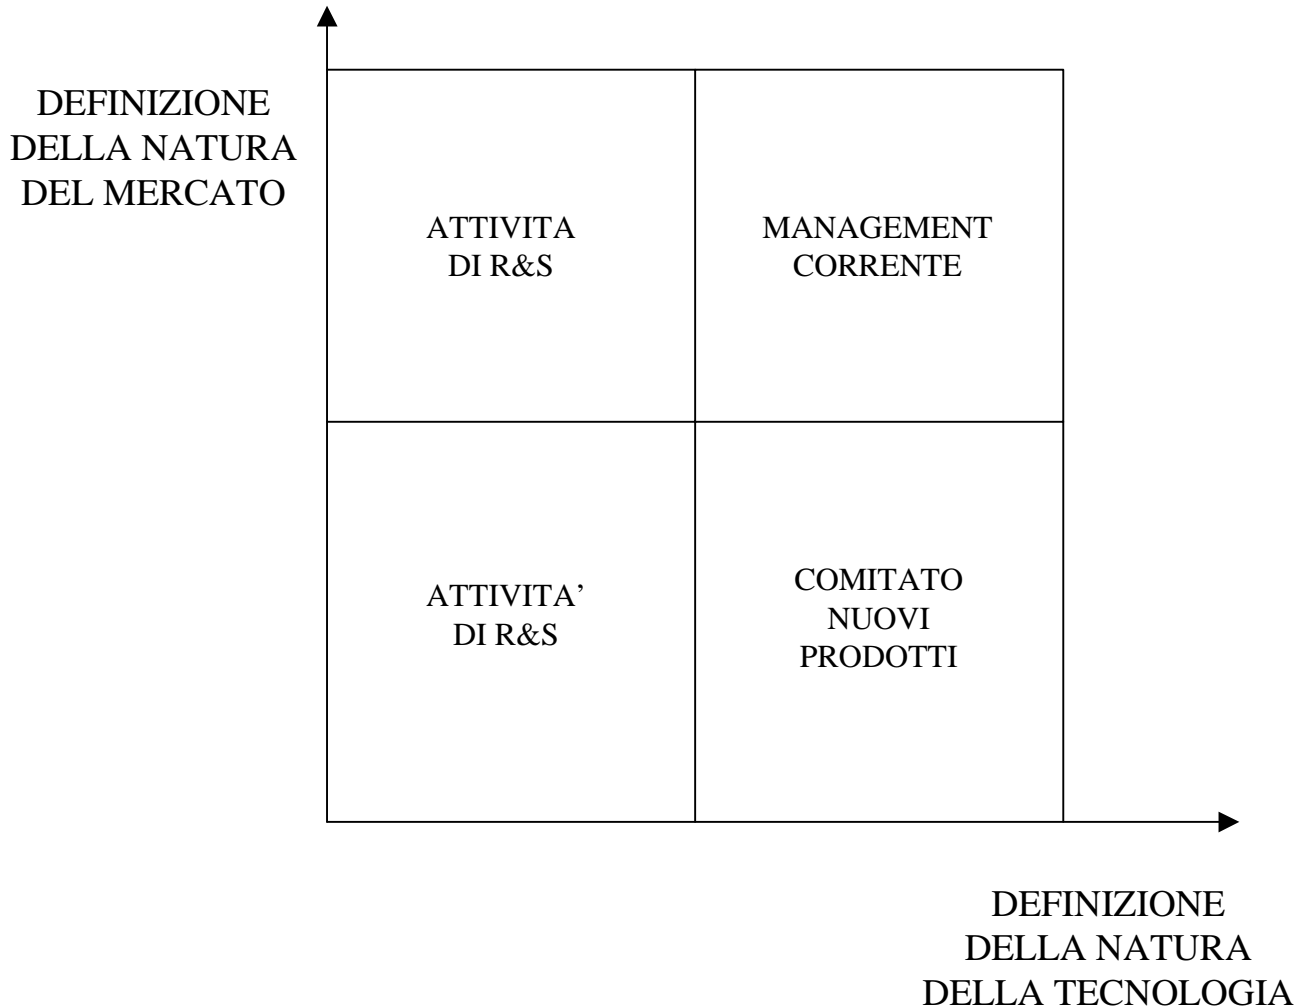 DEFINIZIONE
DELLA NATURA
DEL MERCATO
ATTIVITA
DI R&S
MANAGEMENT
CORRENTE
ATTIVITA’
DI R&S
COMITATO
NUOVI
PRODOTTI
DEFINIZIONE
DELLA NATURA
DELLA TECNOLOGIA